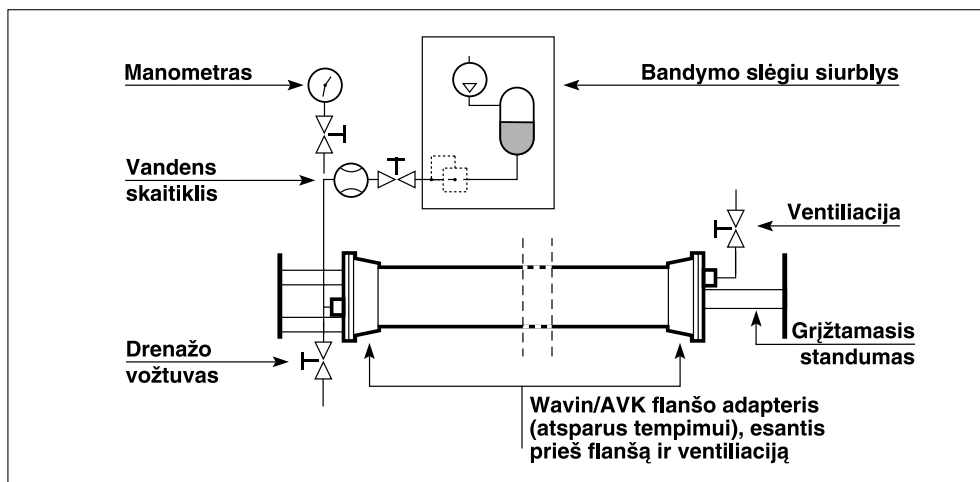 Manometras
Bandymo slėgiu siurblys
Vandens
skaitiklis
Ventiliacija
Drenažo
vožtuvas
Grįžtamasis
standumas
Wavin/AVK flanšo adapteris
(atsparus tempimui), esantis
prieš flanšą ir ventiliaciją